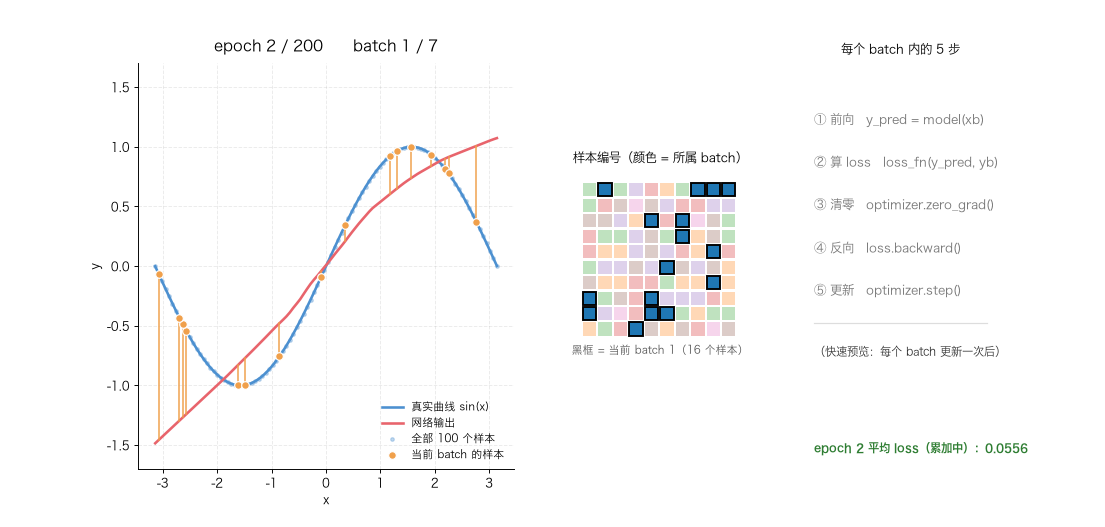 epoch 2 / 200 batch 1 / 7
1.5
1.0
0.5
0.0
-0.5
-1.0
-1.5
y
-3 -2 -1 0 1 2 3
x
真实曲线 sin(x)
网络输出
全部 100 个样本
当前 batch 的样本
样本编号（颜色 = 所属 batch）
黑框 = 当前 batch 1（16 个样本）
每个 batch 内的 5 步
① 前向 y_pred = model(xb)
② 算 loss loss_fn(y_pred, yb)
③ 清零 optimizer.zero_grad()
④ 反向 loss.backward()
⑤ 更新 optimizer.step()
（快速预览：每个 batch 更新一次后）
epoch 2 平均 loss（累加中）: 0.0556